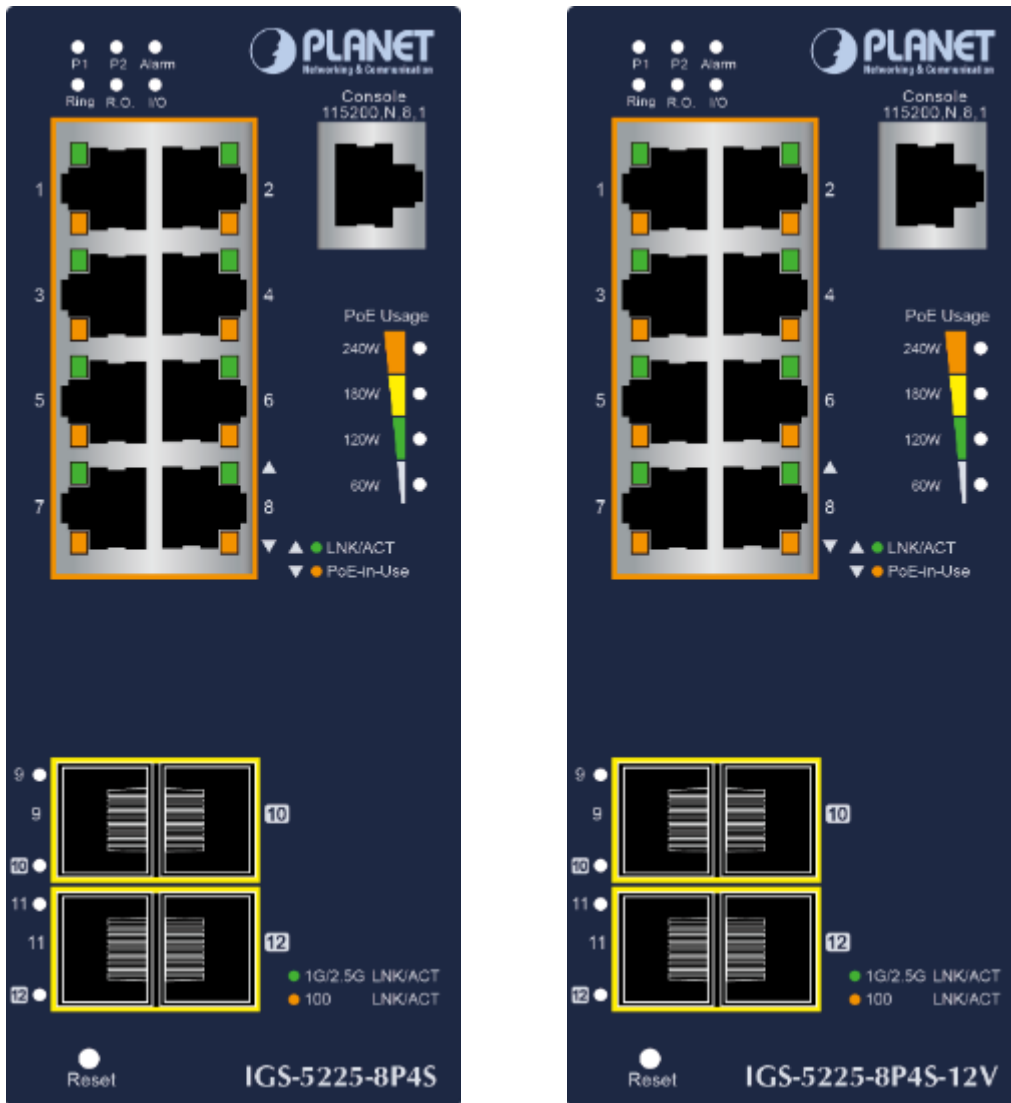 PLANET
Networking & Communication
P1 P2 Alarm
Ring R.O. I/O
Console
115200,N,8,1
1 2
3 4
5 6
7 8
PoE Usage
240W
180W
120W
60W
LNK/ACT
PoE-in-Use
9
9 10
10
11
11 12
12
1G/2.5G LNK/ACT
100 LNK/ACT
Reset
IGS-5225-8P4S
PLANET
Networking & Communication
P1 P2 Alarm
Ring R.O. I/O
Console
115200,N,8,1
1 2
3 4
5 6
7 8
PoE Usage
240W
180W
120W
60W
LNK/ACT
PoE-in-Use
9
9 10
10
11
11 12
12
1G/2.5G LNK/ACT
100 LNK/ACT
Reset
IGS-5225-8P4S-12V